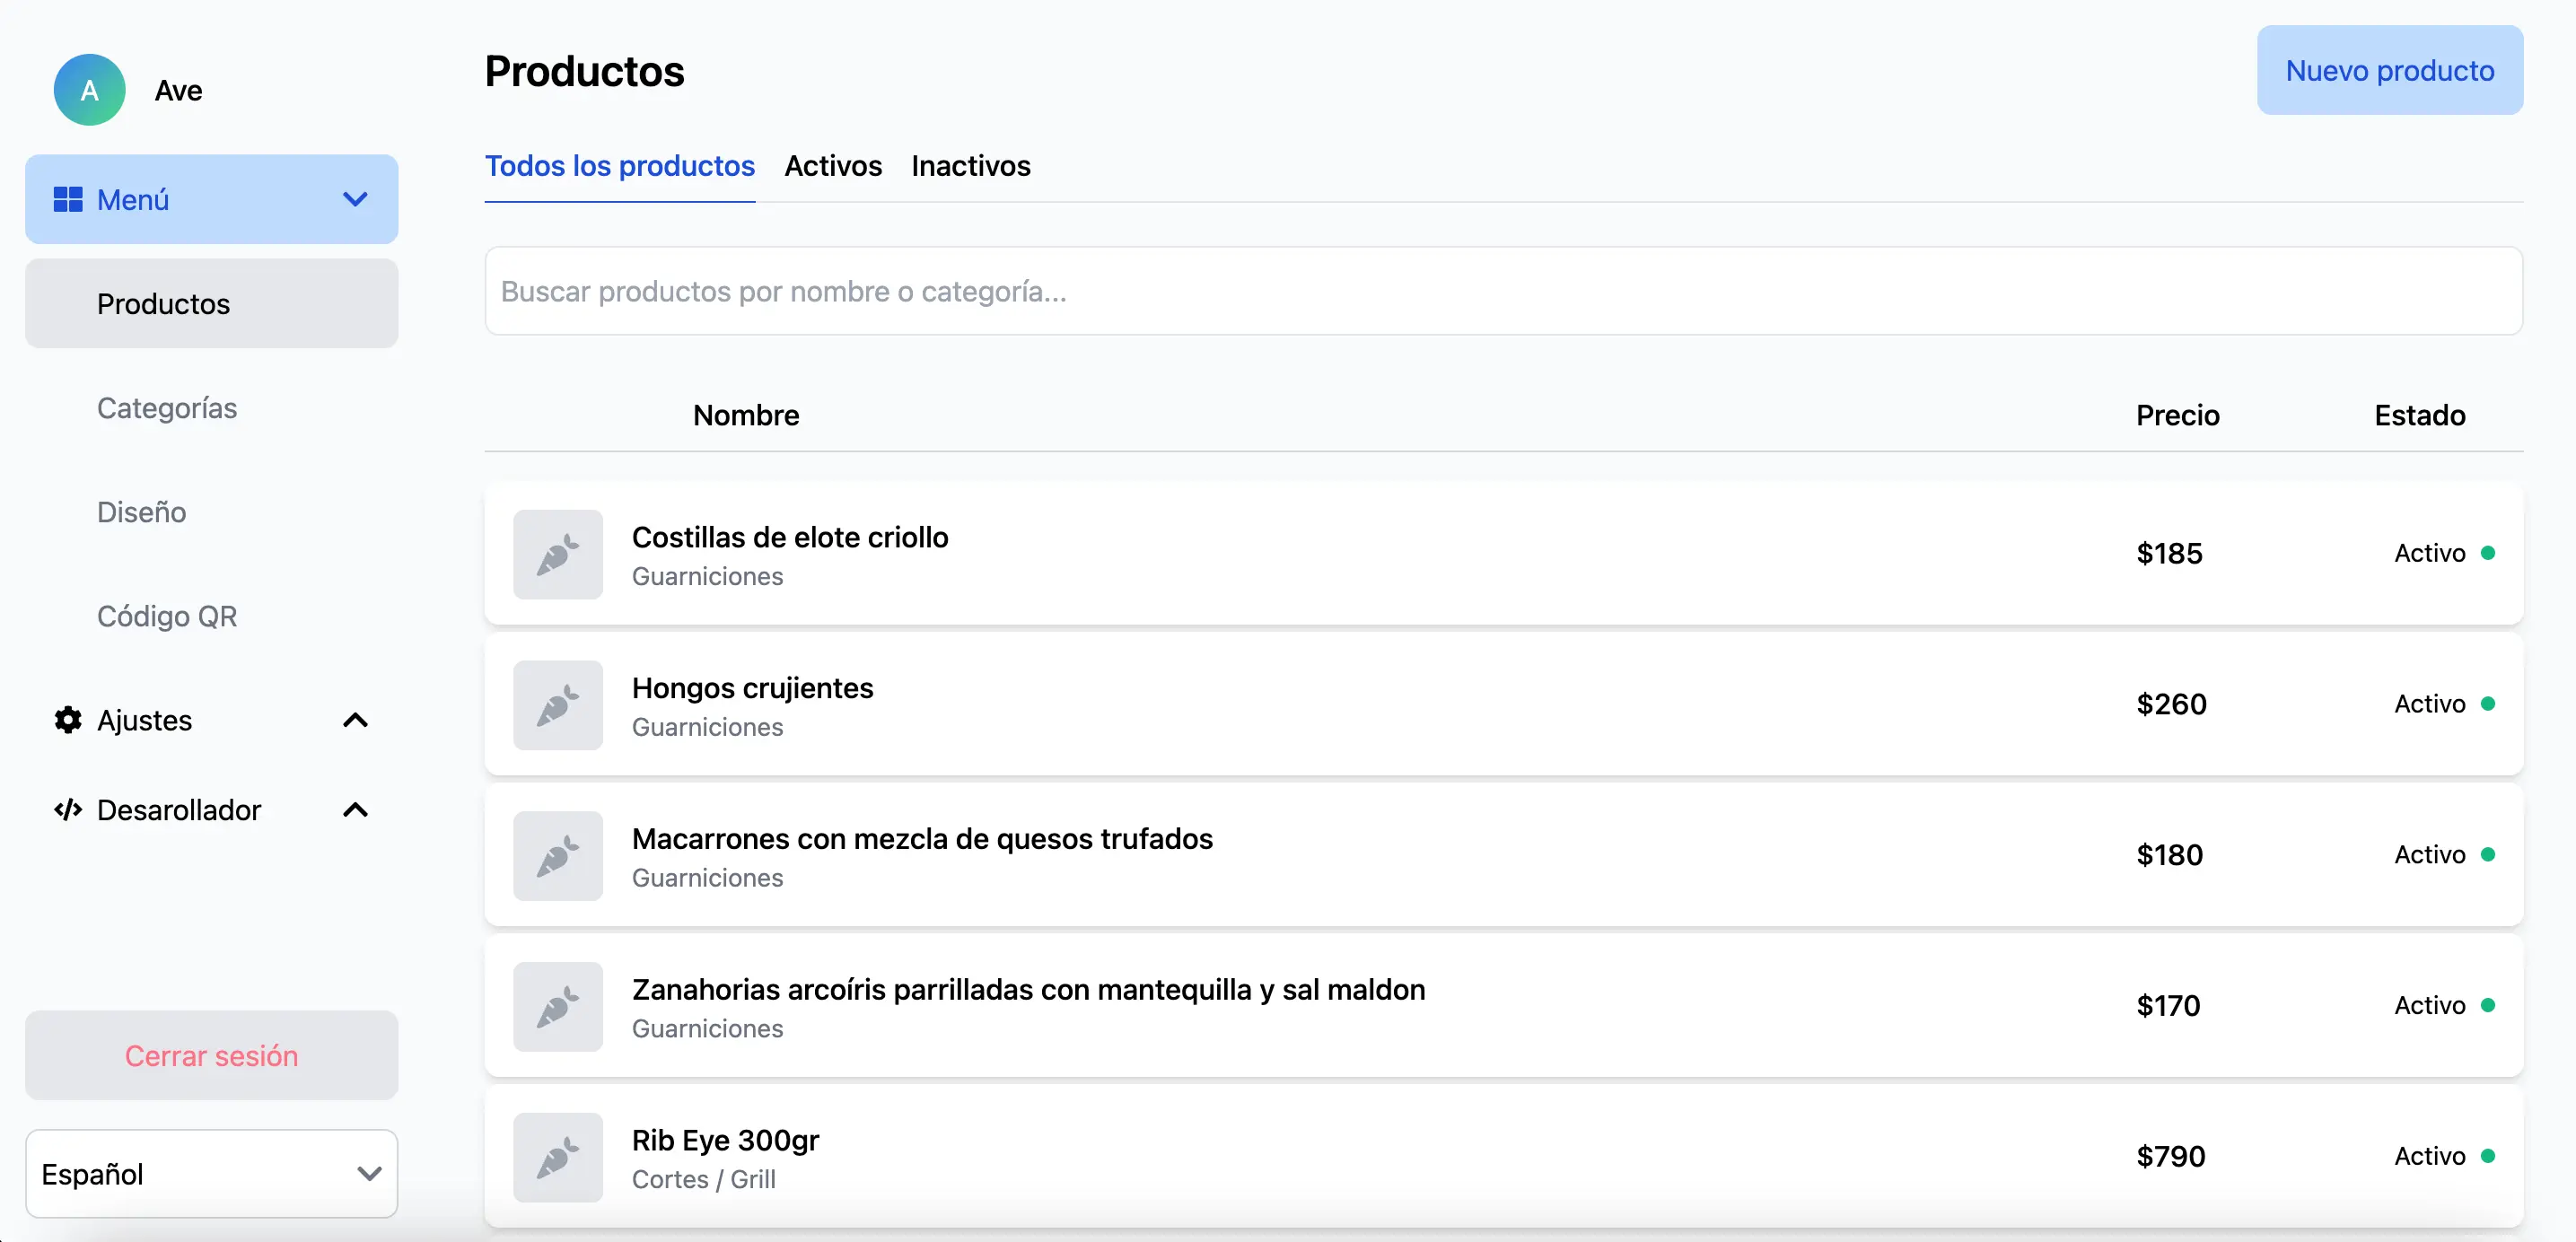 A
Ave
Menú
Productos
Categorías
Diseño
Código QR
Ajustes
Desarollador
Cerrar sesión
Español
Productos
Nuevo producto
Todos los productos Activos Inactivos
Buscar productos por nombre o categoría...
Nombre Precio Estado
Costillas de elote criollo
Guarniciones
$185 Activo
Hongos crujientes
Guarniciones
$260 Activo
Macarrones con mezcla de quesos trufados
Guarniciones
$180 Activo
Zanahorias arcoíris parrilladas con mantequilla y sal maldon
Guarniciones
$170 Activo
Rib Eye 300gr
Cortes / Grill
$790 Activo